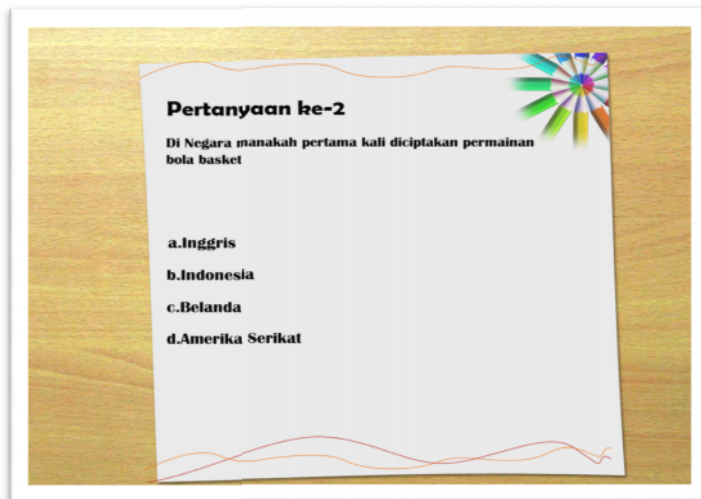 Pertanyaan ke-2
Di Negara manakah pertama kali diciptakan permainan
bola basket
a.Inggris
b.Indonesia
c.Belanda
d.Amerika Serikat